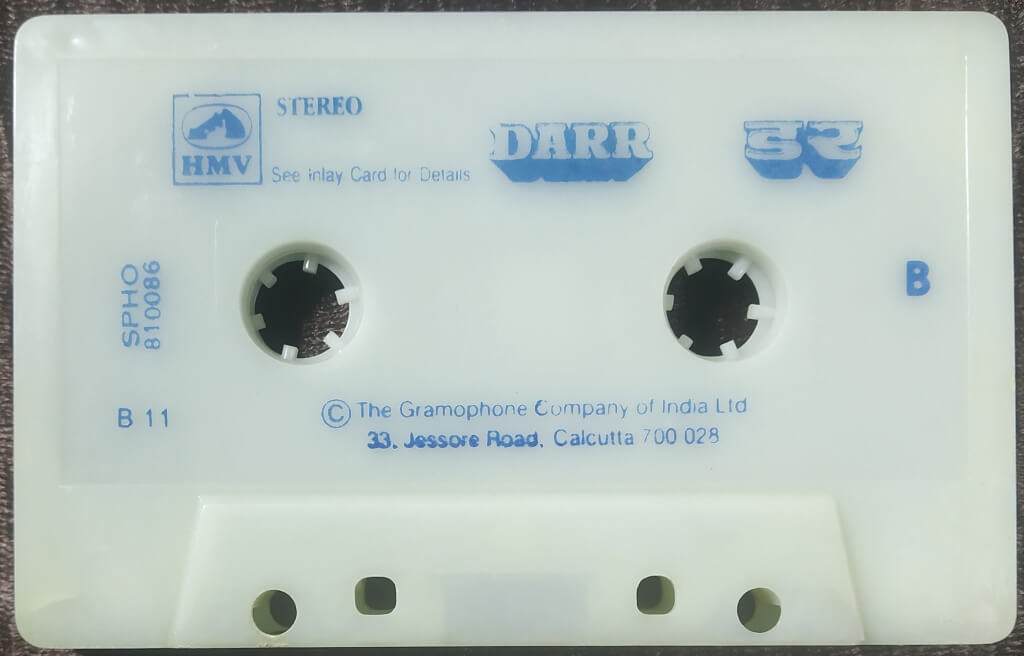 HMV
STEREO
See Inlay Card for Details
DARR
डर
SPHO
810086
B
B 11
© The Gramophone Company of India Ltd
33, Jessore Road, Calcutta 700 028